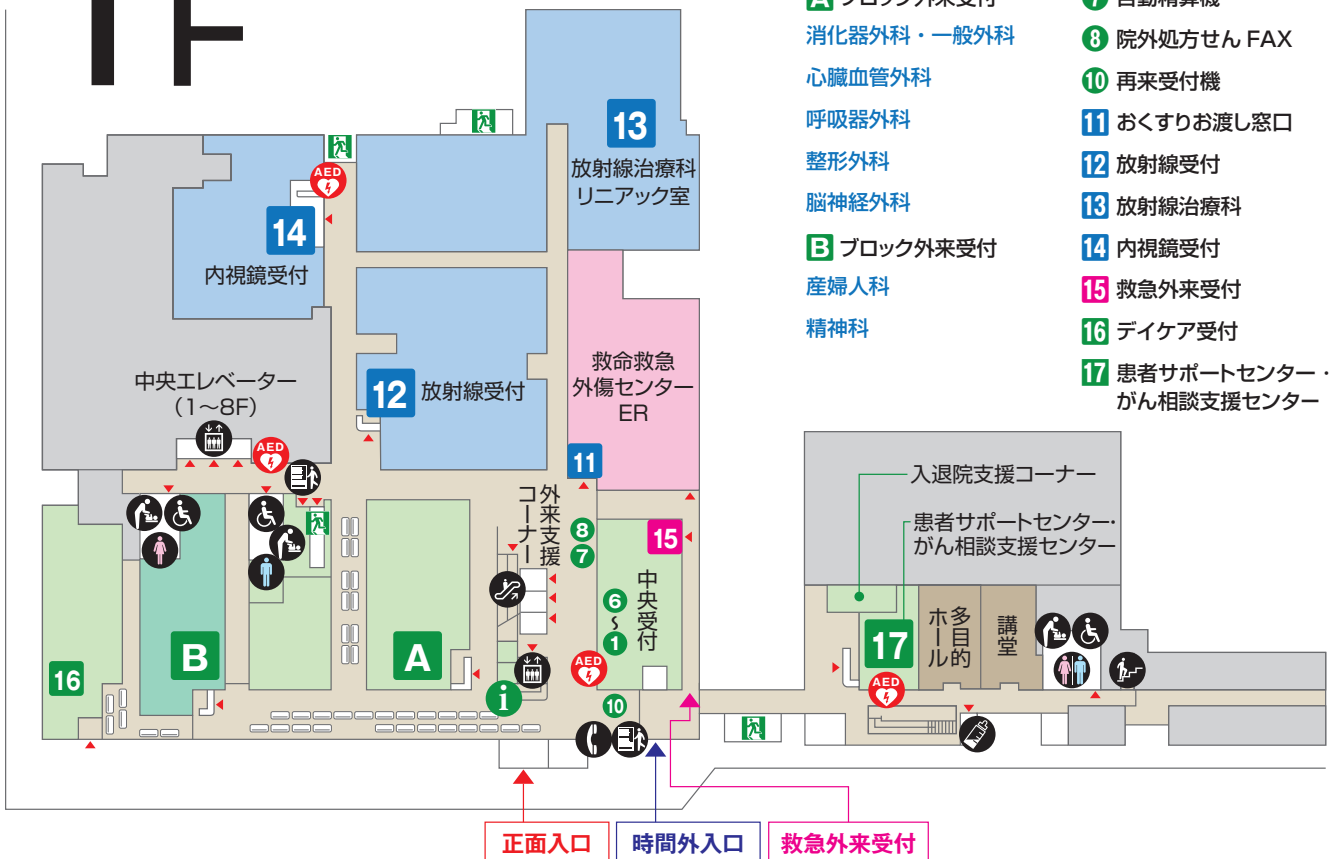 1F
A ブロック外来受付
消化器外科・一般外科
心臓血管外科
呼吸器外科
整形外科
脳神経外科
B ブロック外来受付
産婦人科
精神科
7 自動精算機
8 院外処方せん FAX
10 再来受付機
11 おくすりお渡し窓口
12 放射線受付
13 放射線治療科
14 内視鏡受付
15 救急外来受付
16 デイケア受付
17 患者サポートセンター・
がん相談支援センター
13
放射線治療科
リニアック室
AED
14
内視鏡受付
中央エレベーター
(1〜8F)
AED
12 放射線受付
救命救急
外傷センター
ER
11
外来支援
コーナー
8
7
15
中央受付
6
〜
1
AED
10
i
A
B
16
入退院支援コーナー
患者サポートセンター・
がん相談支援センター
17
AED
多目的
ホール
講堂
正面入口
時間外入口
救急外来受付